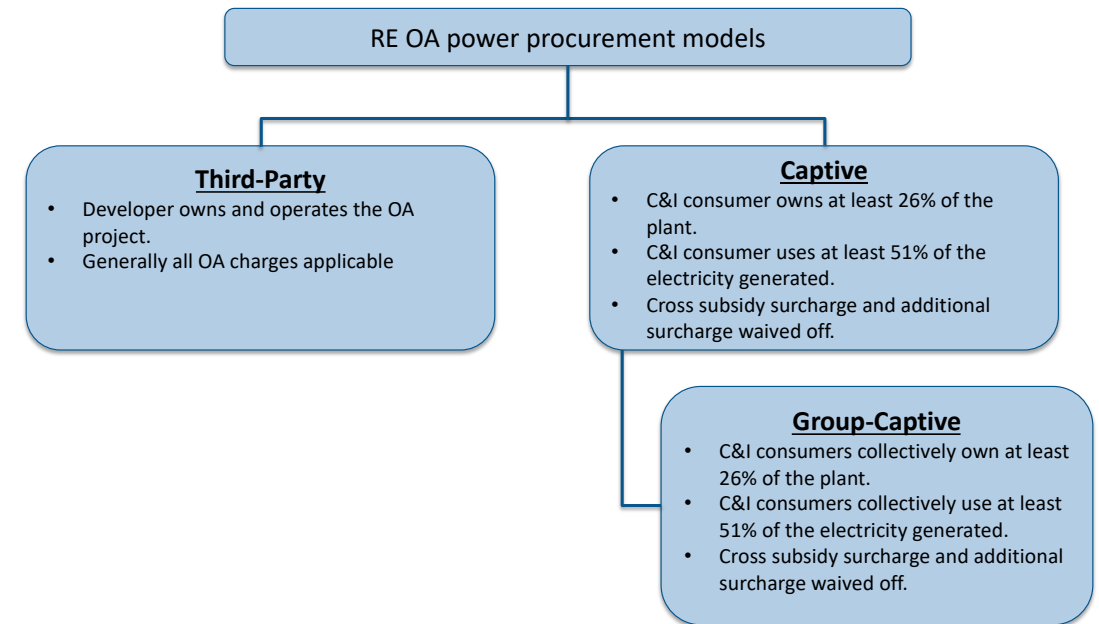 RE OA power procurement models
Third-Party
• Developer owns and operates the OA
project.
• Generally all OA charges applicable
Captive
• C&I consumer owns at least 26% of the
plant.
• C&I consumer uses at least 51% of the
electricity generated.
• Cross subsidy surcharge and additional
surcharge waived off.
Group-Captive
• C&I consumers collectively own at least
26% of the plant.
• C&I consumers collectively use at least
51% of the electricity generated.
• Cross subsidy surcharge and additional
surcharge waived off.